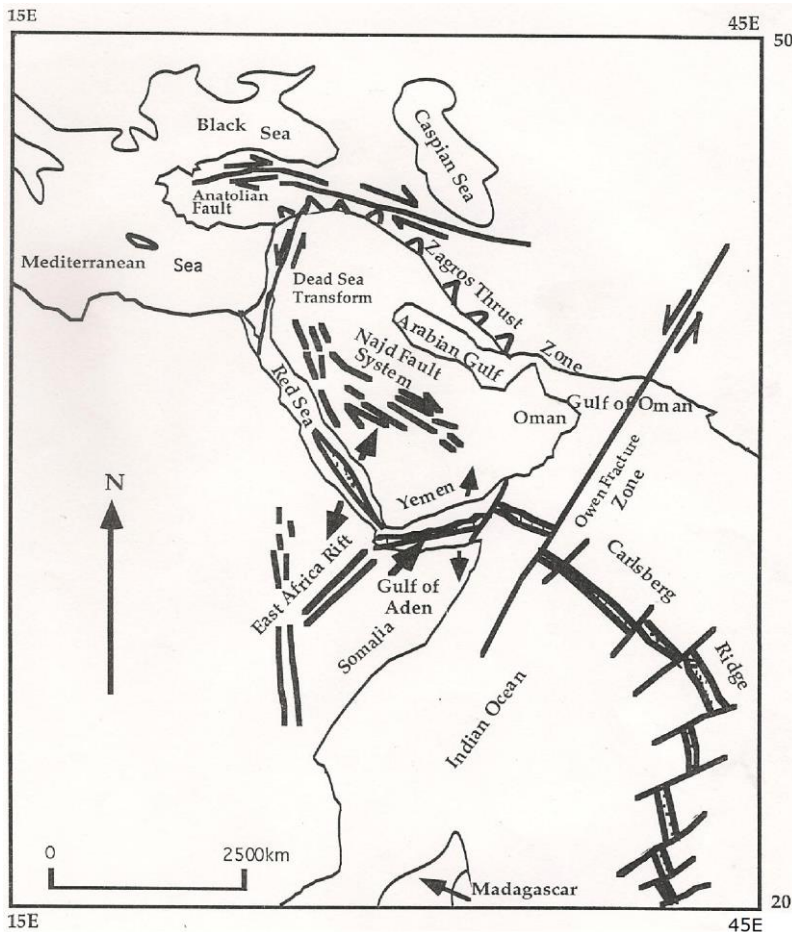 15E
45E
50
Black Sea
Caspian Sea
Anatolian
Fault
Mediterranean Sea
Zagros Thrust Zone
Dead Sea
Transform
Arabian Gulf
Najd Fault
System
Red Sea
Gulf of Oman
Oman
N
Yemen
Owen Fracture
Zone
East Africa Rift
Gulf of
Aden
Carlsberg
Ridge
Somalia
Indian Ocean
0
2500km
Madagascar
15E
45E
20